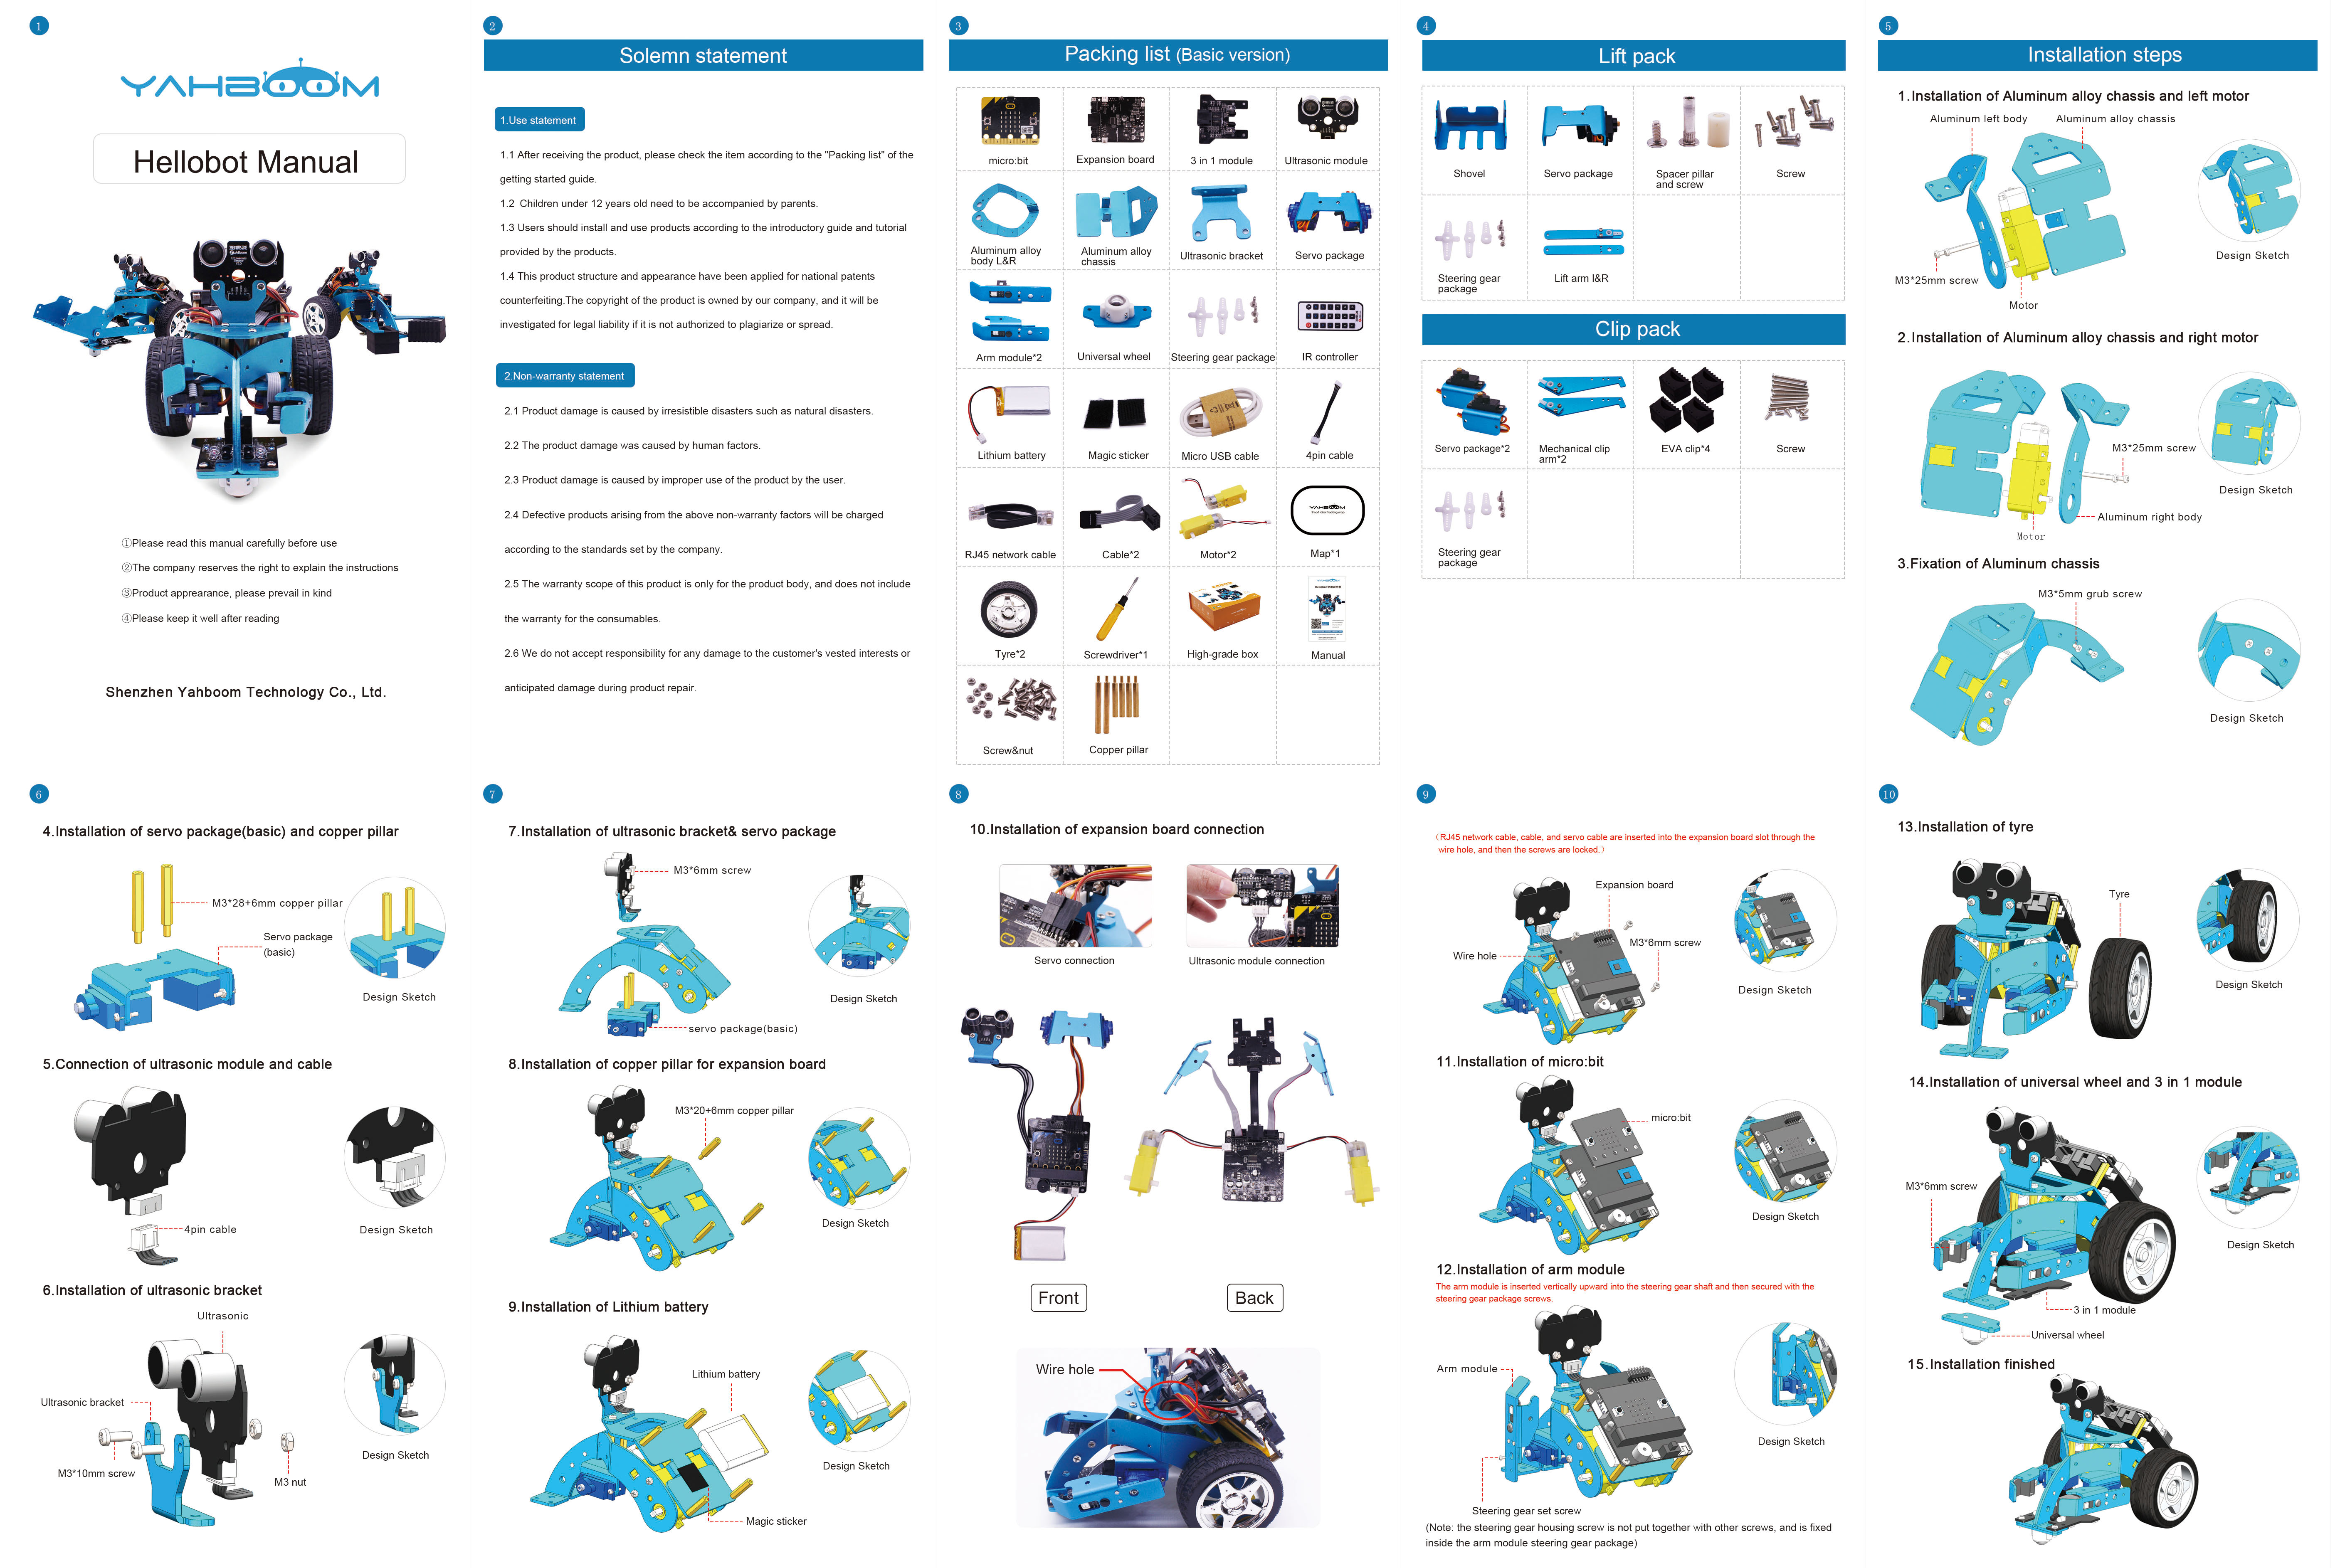 1
YAHBOOM
Hellobot Manual
①Please read this manual carefully before use
②The company reserves the right to explain the instructions
③Product apprearance, please prevail in kind
④Please keep it well after reading
Shenzhen Yahboom Technology Co., Ltd.
2
Solemn statement
1.Use statement
1.1 After receiving the product, please check the item according to the "Packing list" of the
getting started guide.
1.2 Children under 12 years old need to be accompanied by parents.
1.3 Users should install and use products according to the introductory guide and tutorial
provided by the products.
1.4 This product structure and appearance have been applied for national patents
counterfeiting.The copyright of the product is owned by our company, and it will be
investigated for legal liability if it is not authorized to plagiarize or spread.
2.Non-warranty statement
2.1 Product damage is caused by irresistible disasters such as natural disasters.
2.2 The product damage was caused by human factors.
2.3 Product damage is caused by improper use of the product by the user.
2.4 Defective products arising from the above non-warranty factors will be charged
according to the standards set by the company.
2.5 The warranty scope of this product is only for the product body, and does not include
the warranty for the consumables.
2.6 We do not accept responsibility for any damage to the customer's vested interests or
anticipated damage during product repair.
3
Packing list (Basic version)
micro:bit
Expansion board
3 in 1 module
Ultrasonic module
Aluminum alloy
body L&R
Aluminum alloy
chassis
Ultrasonic bracket
Servo package
Arm module*2
Universal wheel
Steering gear package
IR controller
Lithium battery
Magic sticker
Micro USB cable
4pin cable
YAHBOOM
RJ45 network cable
Cable*2
Motor*2
Map*1
Tyre*2
Screwdriver*1
High-grade box
Manual
Screw&nut
Copper pillar
4
Lift pack
Shovel
Servo package
Spacer pillar
and screw
Screw
Steering gear
package
Lift arm l&R
Clip pack
Servo package*2
Mechanical clip
arm*2
EVA clip*4
Screw
Steering gear
package
5
Installation steps
1.Installation of Aluminum alloy chassis and left motor
Aluminum left body
Aluminum alloy chassis
M3*25mm screw
Motor
Design Sketch
2.Installation of Aluminum alloy chassis and right motor
M3*25mm screw
Design Sketch
Aluminum right body
Motor
3.Fixation of Aluminum chassis
M3*5mm grub screw
Design Sketch
6
4.Installation of servo package(basic) and copper pillar
M3*28+6mm copper pillar
Servo package
(basic)
Design Sketch
5.Connection of ultrasonic module and cable
4pin cable
Design Sketch
6.Installation of ultrasonic bracket
Ultrasonic
Ultrasonic bracket
M3*10mm screw
M3 nut
Design Sketch
7
7.Installation of ultrasonic bracket& servo package
M3*6mm screw
Design Sketch
servo package(basic)
8.Installation of copper pillar for expansion board
M3*20+6mm copper pillar
Design Sketch
9.Installation of Lithium battery
Lithium battery
Design Sketch
Magic sticker
8
10.Installation of expansion board connection
Servo connection
Ultrasonic module connection
Front
Back
Wire hole
9
（RJ45 network cable, cable, and servo cable are inserted into the expansion board slot through the
wire hole, and then the screws are locked.）
Expansion board
M3*6mm screw
Wire hole
Design Sketch
11.Installation of micro:bit
micro:bit
Design Sketch
12.Installation of arm module
The arm module is inserted vertically upward into the steering gear shaft and then secured with the
steering gear package screws.
Arm module
Design Sketch
Steering gear set screw
(Note: the steering gear housing screw is not put together with other screws, and is fixed
inside the arm module steering gear package)
10
13.Installation of tyre
Tyre
Design Sketch
14.Installation of universal wheel and 3 in 1 module
M3*6mm screw
Design Sketch
3 in 1 module
Universal wheel
15.Installation finished